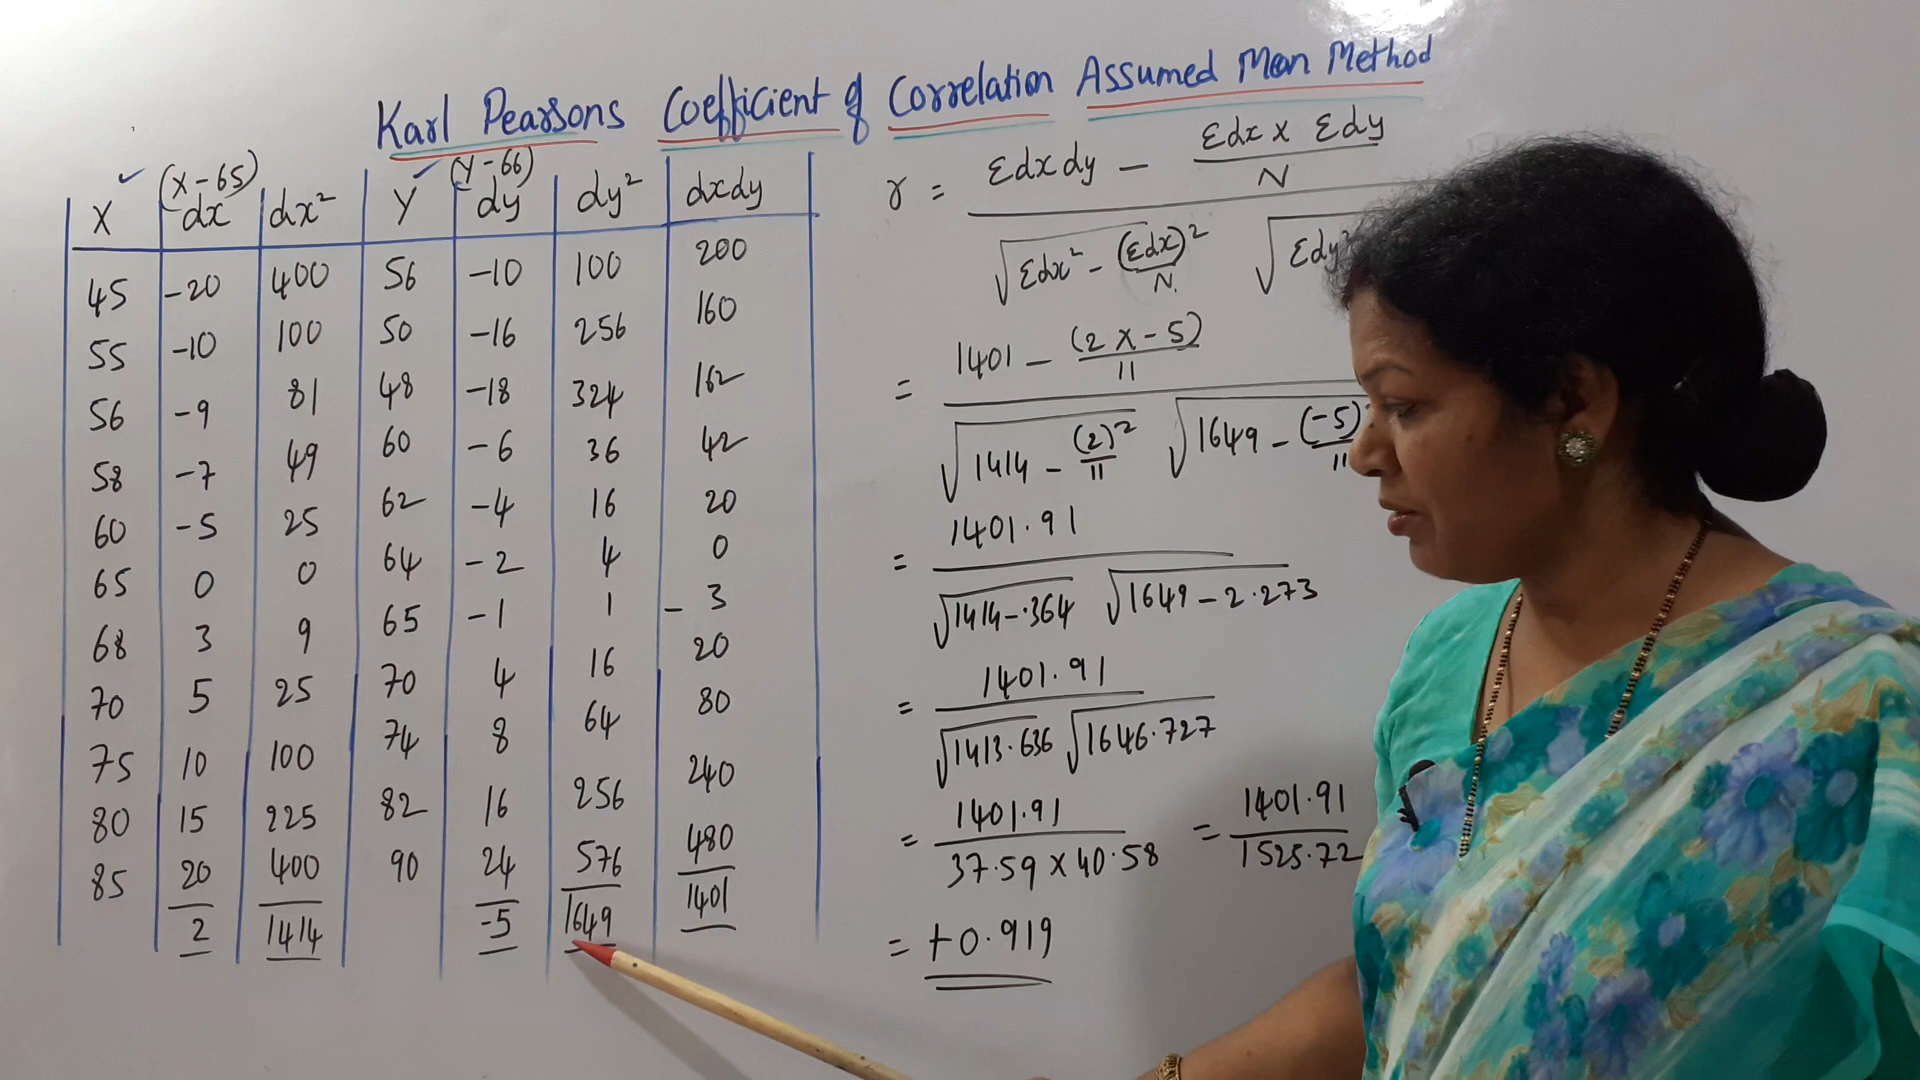 Karl Pearsons Coefficient of Correlation Assumed Mean Method
(X-65) (Y-66)
X dx dx² Y dy dy² dxdy
45 -20 400 56 -10 100 200
55 -10 100 50 -16 256 160
56 -9 81 48 -18 324 162
58 -7 49 60 -6 36 42
60 -5 25 62 -4 16 20
65 0 0 64 -2 4 0
68 3 9 65 -1 1 -3
70 5 25 70 4 16 20
75 10 100 74 8 64 80
80 15 225 82 16 256 240
85 20 400 90 24 576 480
2 1414 -5 1649 1401
Σdxdy - Σdx x Σdy
r =
N
√Σdx² - (Σdx)² √Σdy²
N.
1401 - (2 x -5)
=
11
√1414 - (2)² √1649 - (-5)
11 11
1401.91
=
√1414-.364 √1649-2.273
1401.91
=
√1413.636 √1646.727
= 1401.91 = 1401.91
37.59 x 40.58 1525.72
= +0.919